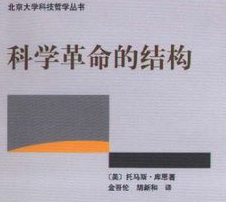 北京大学科技哲学丛书
科学革命的结构
〔美〕托马斯·库恩著
金吾伦 胡新和 译